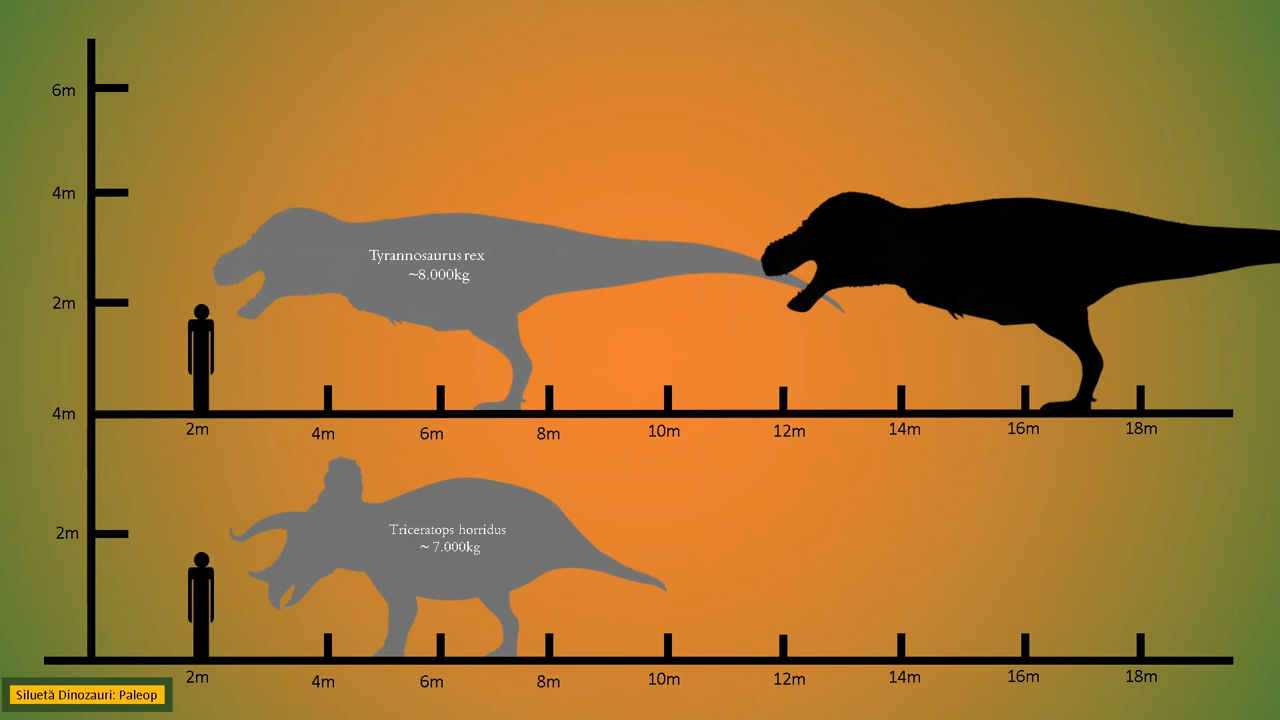 6m
4m
2m
Tyrannosaurus rex
~8.000kg
4m
2m
4m
6m
8m
10m
12m
14m
16m
18m
2m
Triceratops horridus
~ 7.000kg
2m
4m
6m
8m
10m
12m
14m
16m
18m
Siluetă Dinozauri: Paleop